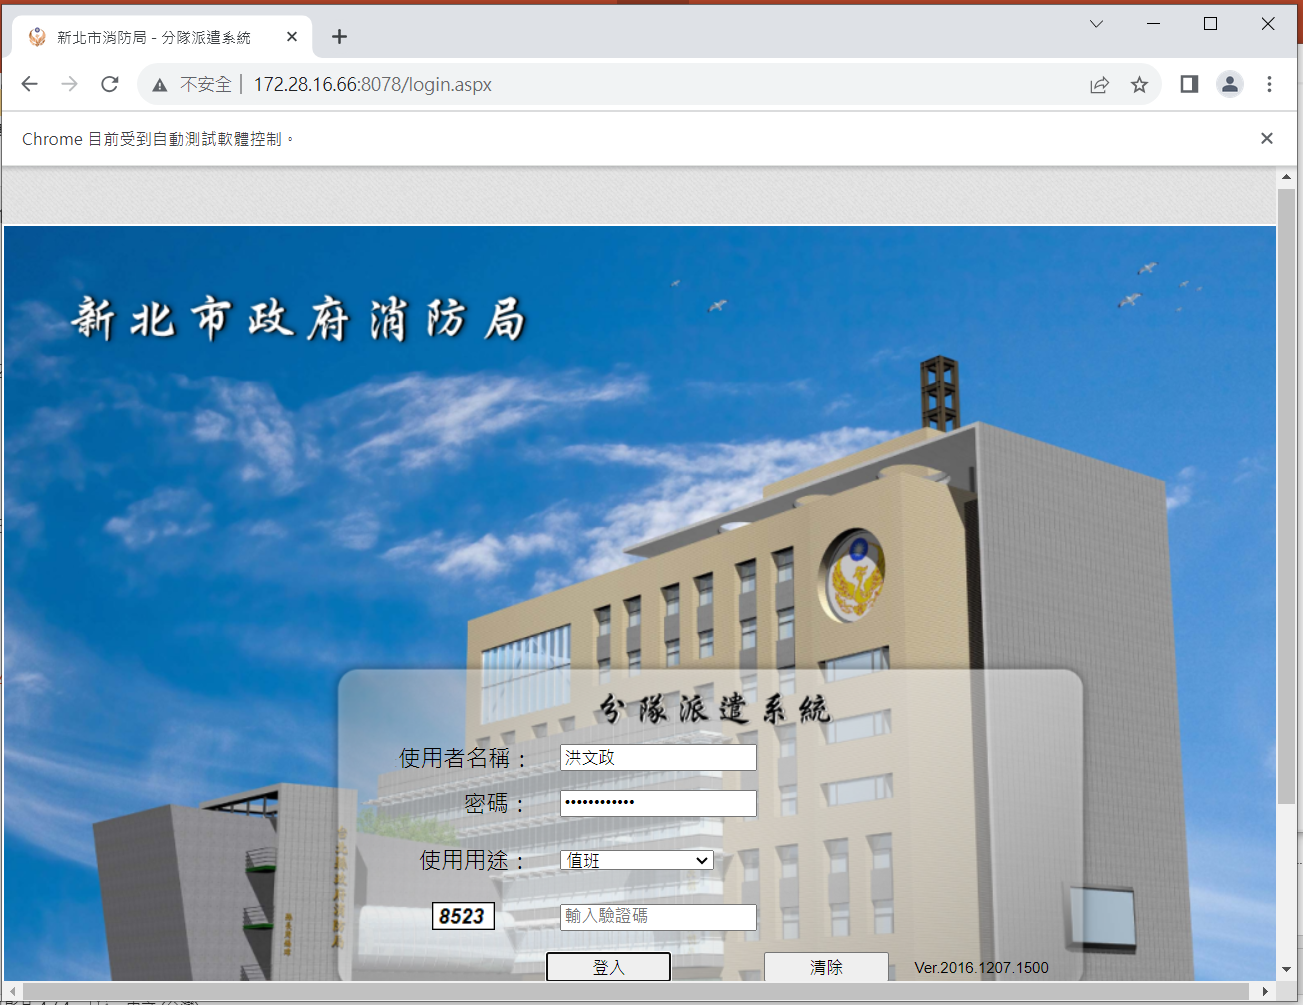 新北市消防局 - 分隊派遣系統
不安全 | 172.28.16.66:8078/login.aspx
Chrome 目前受到自動測試軟體控制。
新北市政府消防局
分隊派遣系統
使用者名稱： 洪文政
密碼： ••••••••••••
使用用途： 值班
8523 輸入驗證碼
登入 清除 Ver.2016.1207.1500